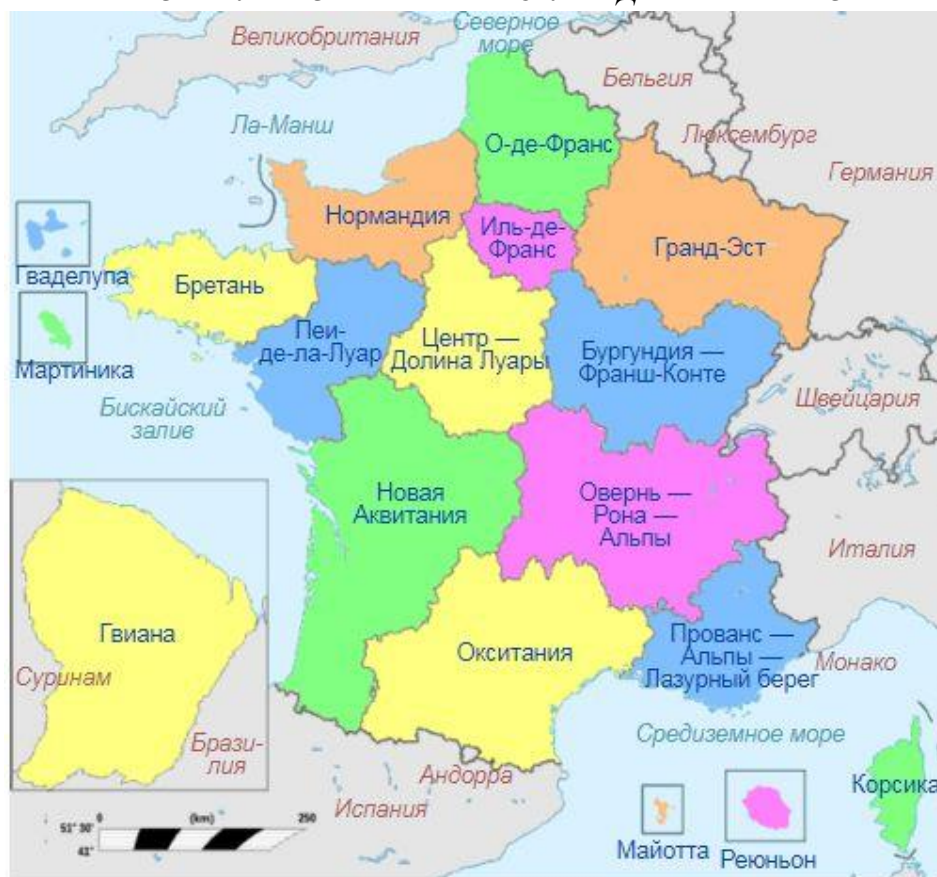 Великобритания
Северное
море
Бельгия
Ла-Манш
О-де-Франс
Люксембург
Германия
Нормандия
Иль-де-
Франс
Гранд-Эст
Гваделупа
Бретань
Мартиника
Пеи-
де-ла-Луар
Центр —
Долина Луары
Бургундия —
Франш-Конте
Швейцария
Бискайский
залив
Новая
Аквитания
Овернь —
Рона —
Альпы
Италия
Гвиана
Суринам
Брази-
лия
Окситания
Прованс —
Альпы —
Лазурный берег
Монако
Средиземное море
Андорра
Испания
Корсика
Майотта
Реюньон
(km)
250
51° 30'
41°